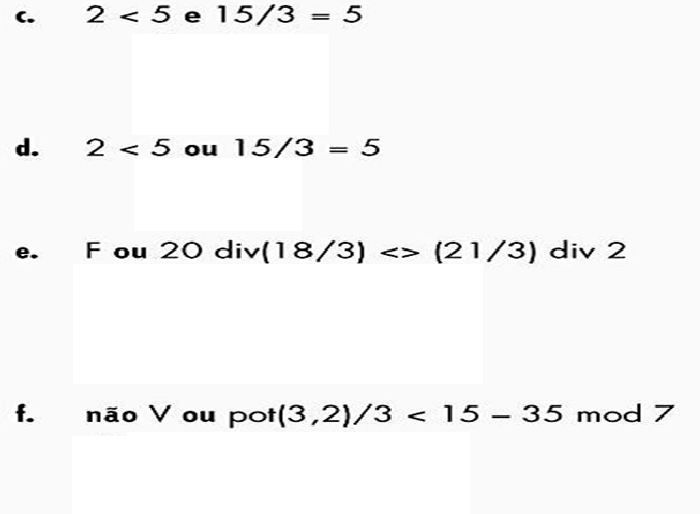 c. 2 < 5 e 15/3 = 5
d. 2 < 5 ou 15/3 = 5
e. F ou 20 div(18/3) <> (21/3) div 2
f. não V ou pot(3,2)/3 < 15 – 35 mod 7